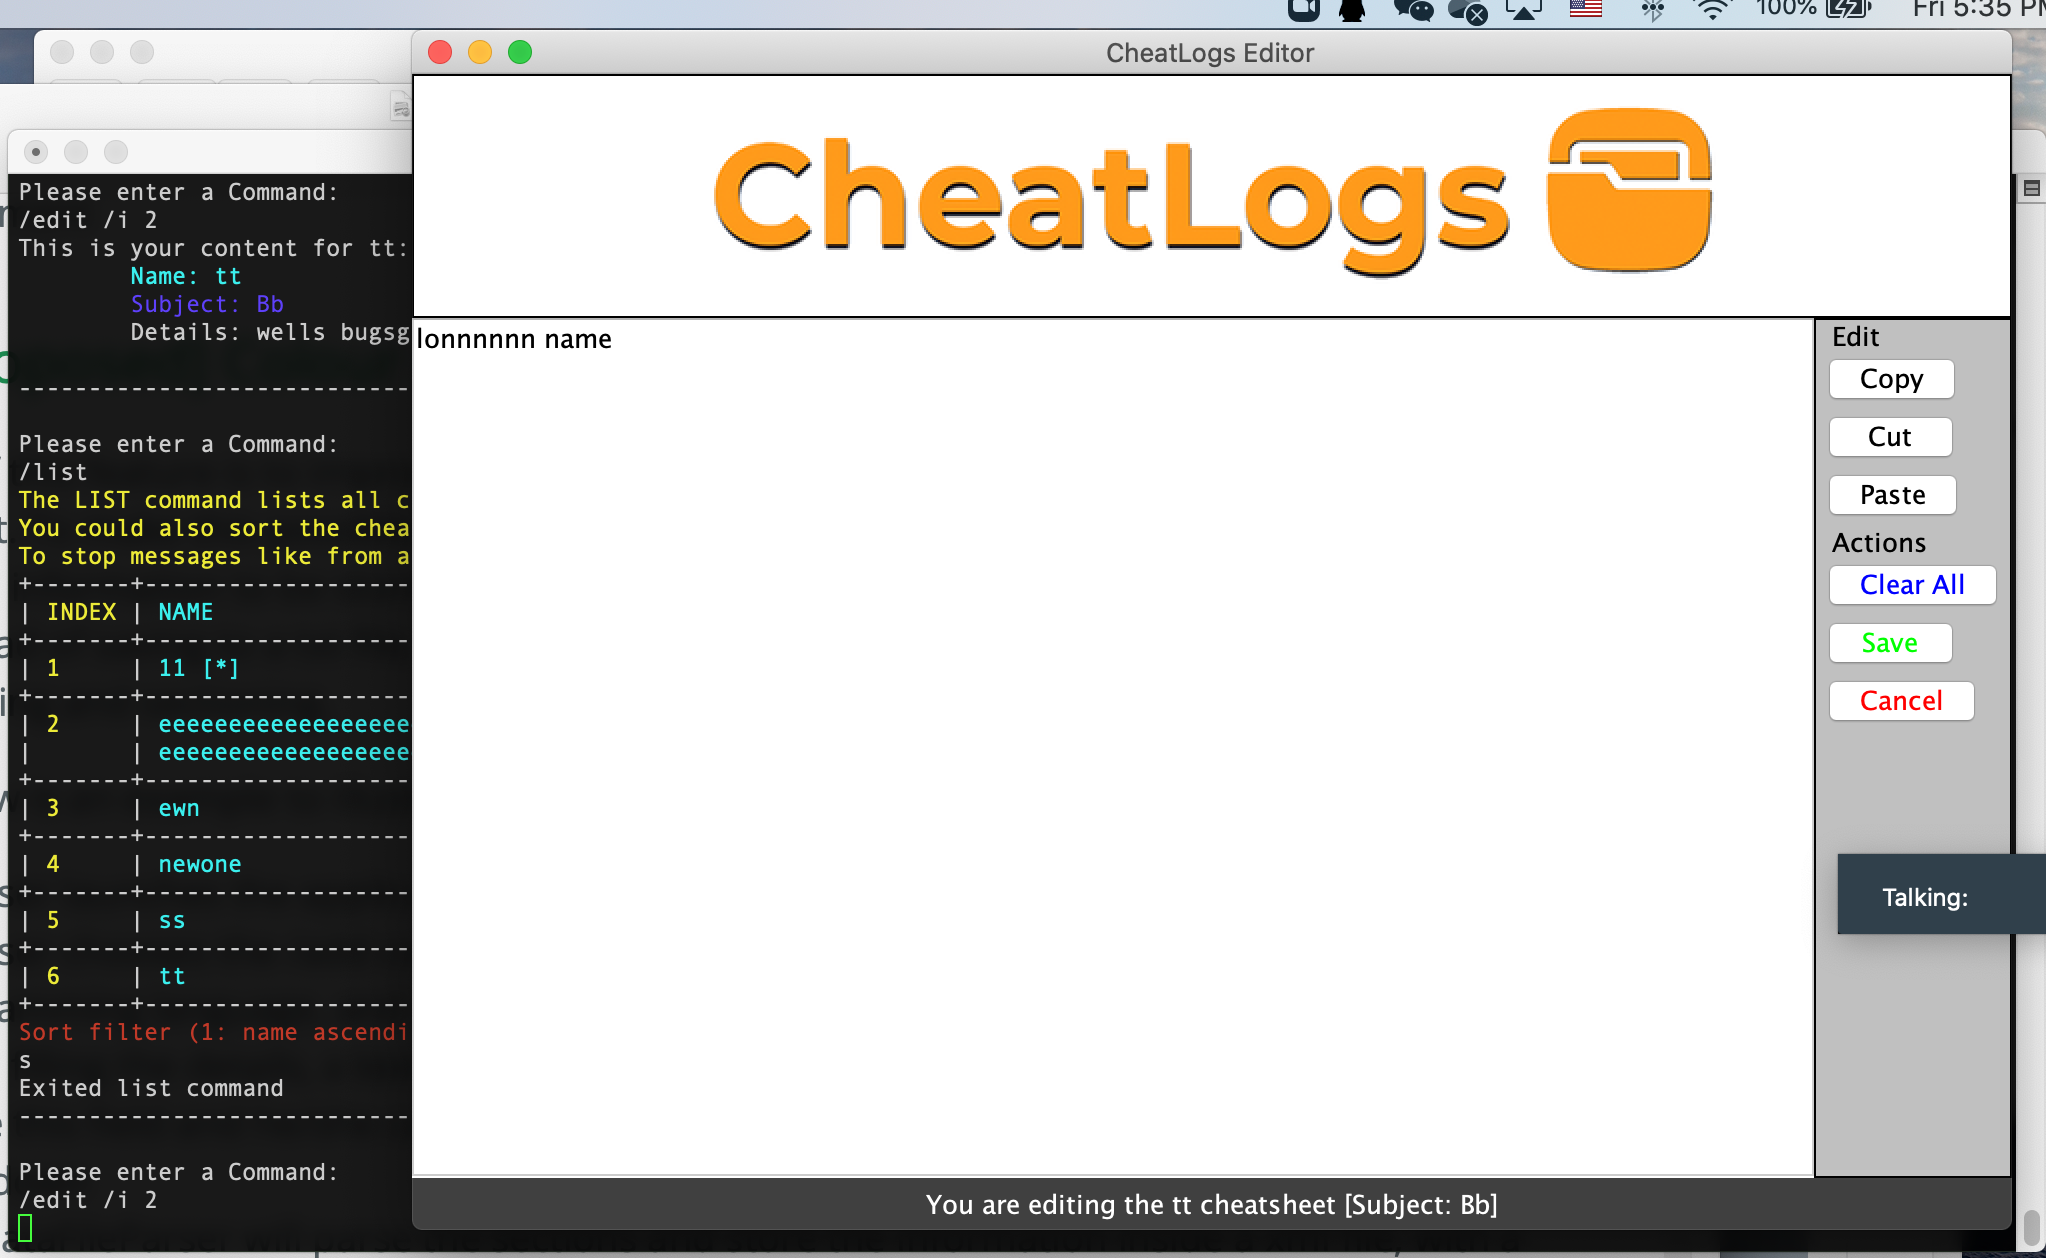 100%
Fri 5:35 PM
CheatLogs Editor
CheatLogs
Please enter a Command:
/edit /i 2
This is your content for tt:
Name: tt
Subject: Bb
Details: wells bugsg
--------------------
Please enter a Command:
/list
The LIST command lists all c
You could also sort the chea
To stop messages like from a
| INDEX | NAME
| 1 | 11 [*]
| 2 | eeeeeeeeeeeeeeeeee
| | eeeeeeeeeeeeeeeeee
| 3 | ewn
| 4 | newone
| 5 | ss
| 6 | tt
Sort filter (1: name ascendi
s
Exited list command
----------------------------
Please enter a Command:
/edit /i 2
lonnnnnn name
Edit
Copy
Cut
Paste
Actions
Clear All
Save
Cancel
Talking:
You are editing the tt cheatsheet [Subject: Bb]